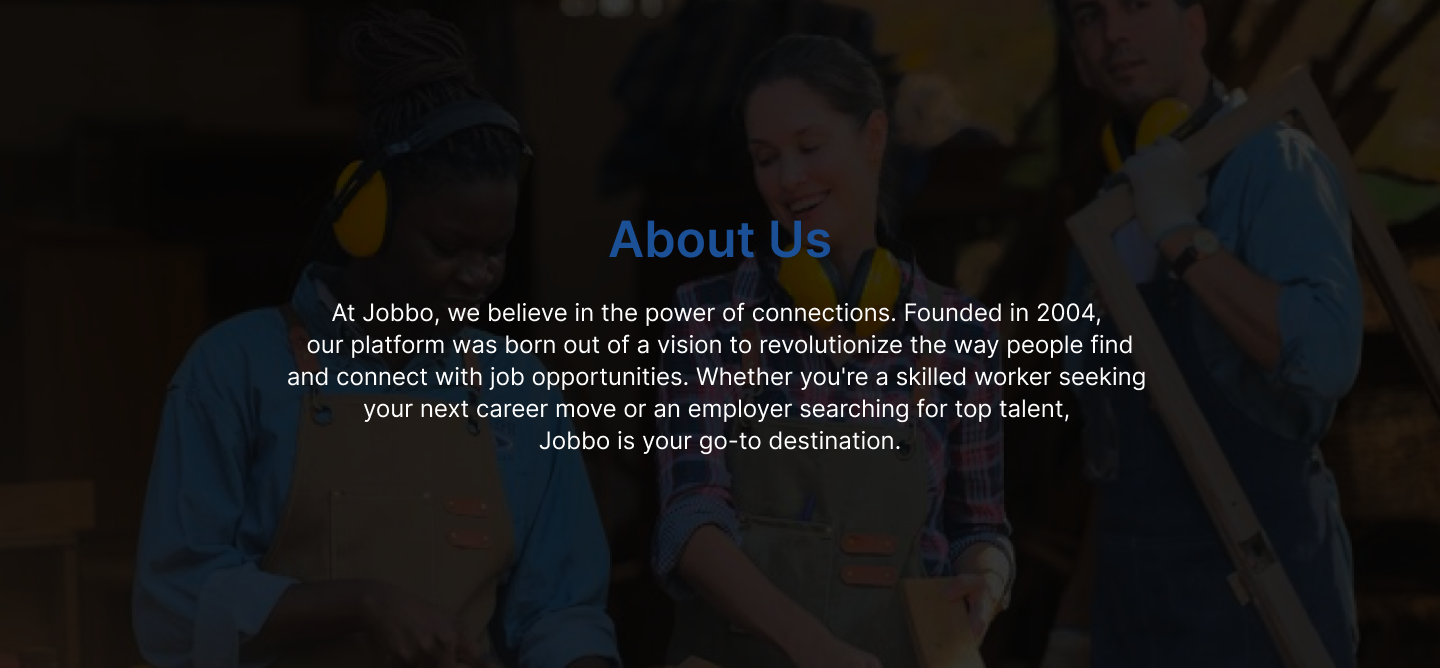 About Us
At Jobbo, we believe in the power of connections. Founded in 2004,
our platform was born out of a vision to revolutionize the way people find
and connect with job opportunities. Whether you're a skilled worker seeking
your next career move or an employer searching for top talent,
Jobbo is your go-to destination.